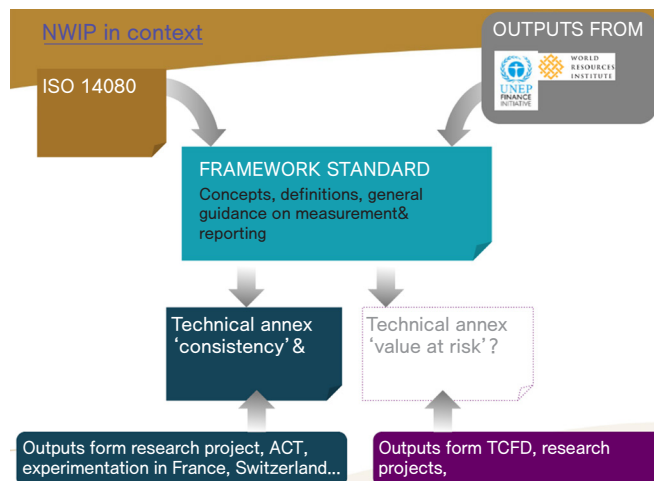 NWIP in context
OUTPUTS FROM
UNEP
FINANCE
INITIATIVE
WORLD
RESOURCES
INSTITUTE
ISO 14080
FRAMEWORK STANDARD
Concepts, definitions, general
guidance on measurement&
reporting
Technical annex
‘consistency’ &
Technical annex
‘value at risk’ ?
Outputs form research project, ACT,
experimentation in France, Switzerland...
Outputs form TCFD, research
projects,